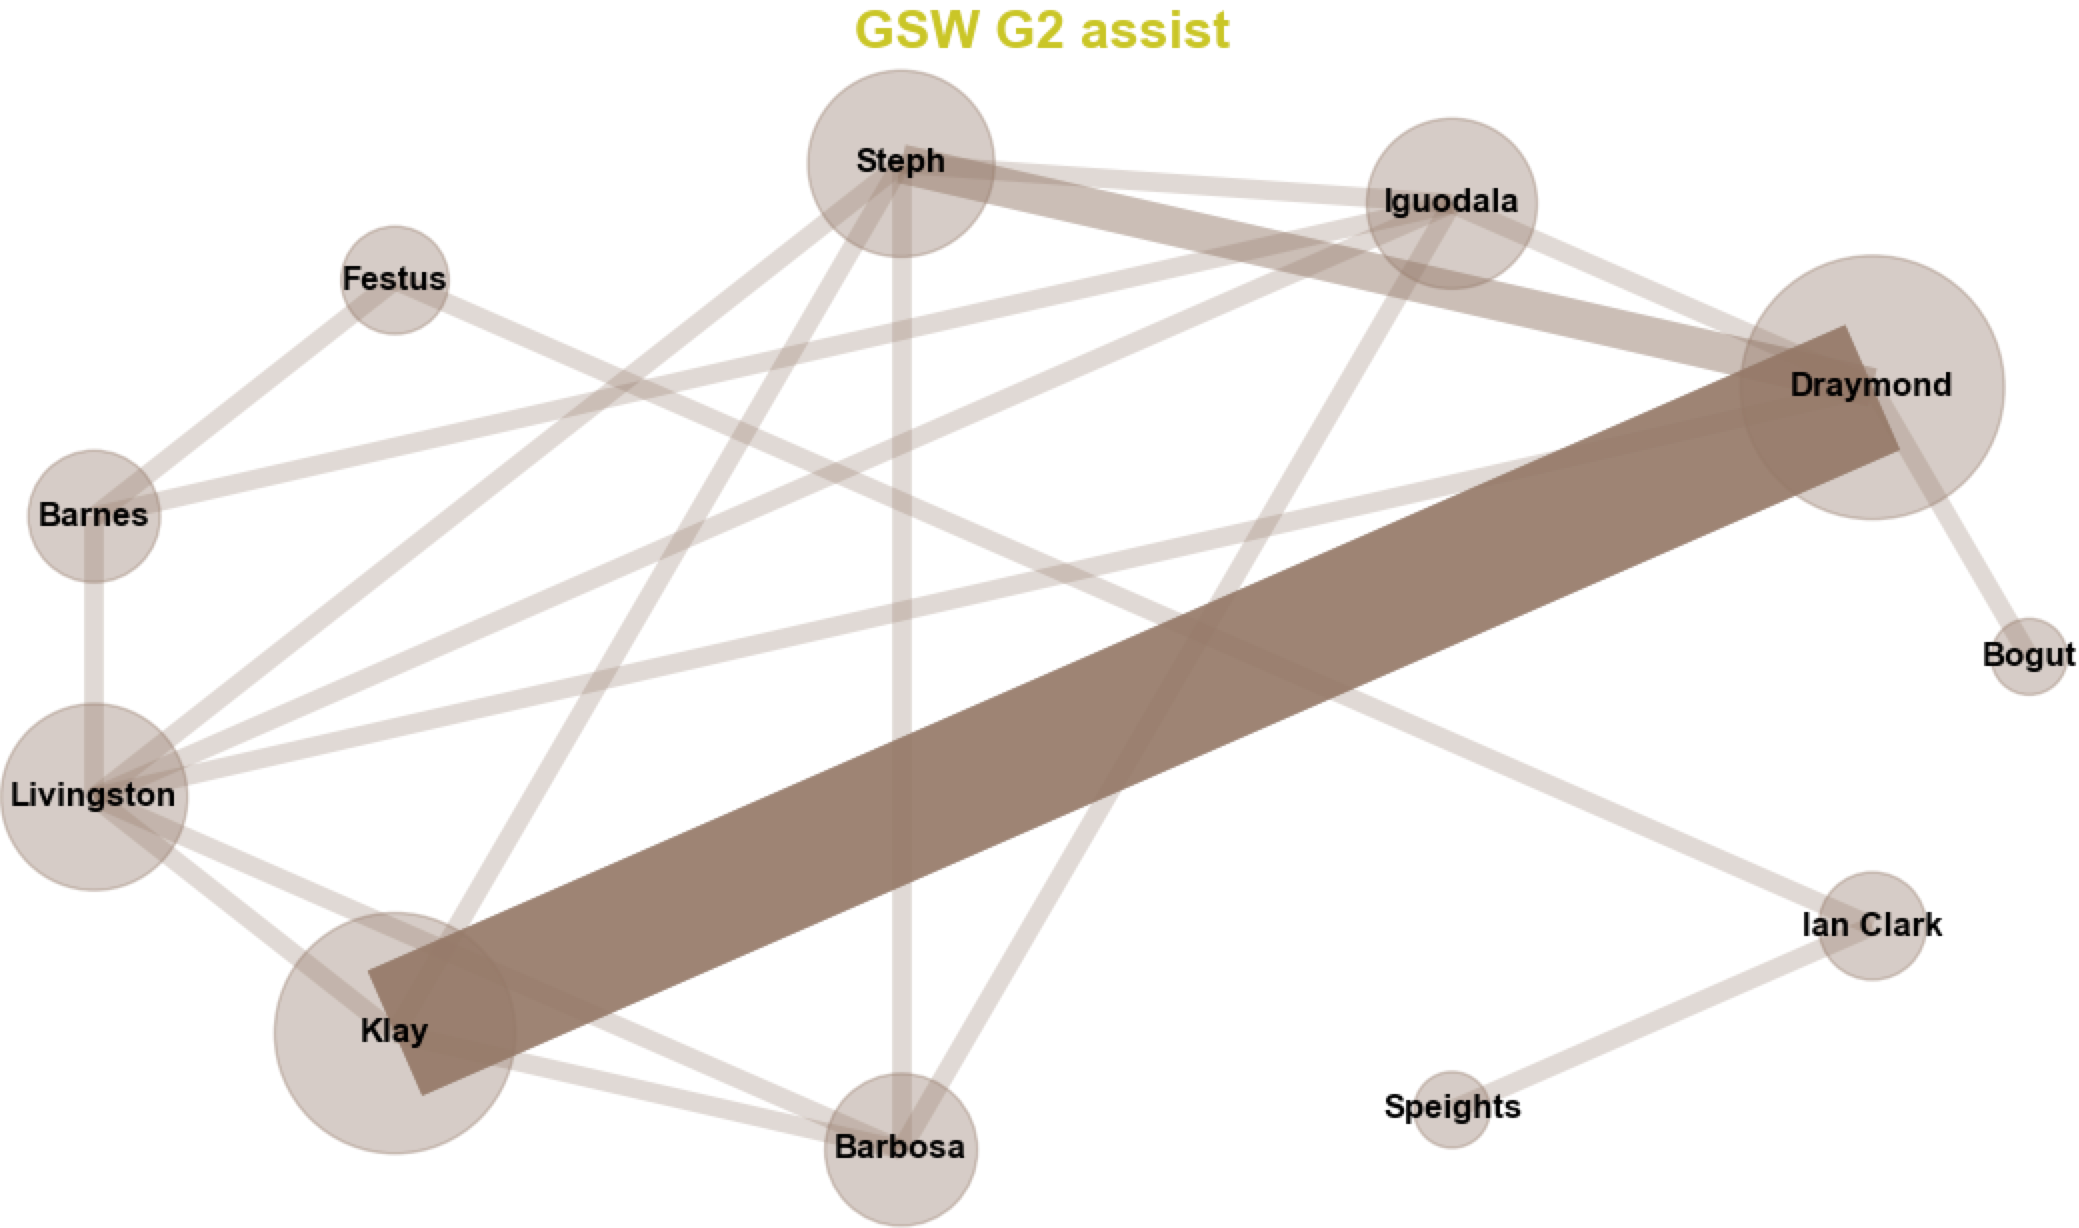 GSW G2 assist
Steph
Iguodala
Festus
Draymond
Barnes
Bogut
Livingston
Ian Clark
Klay
Speights
Barbosa